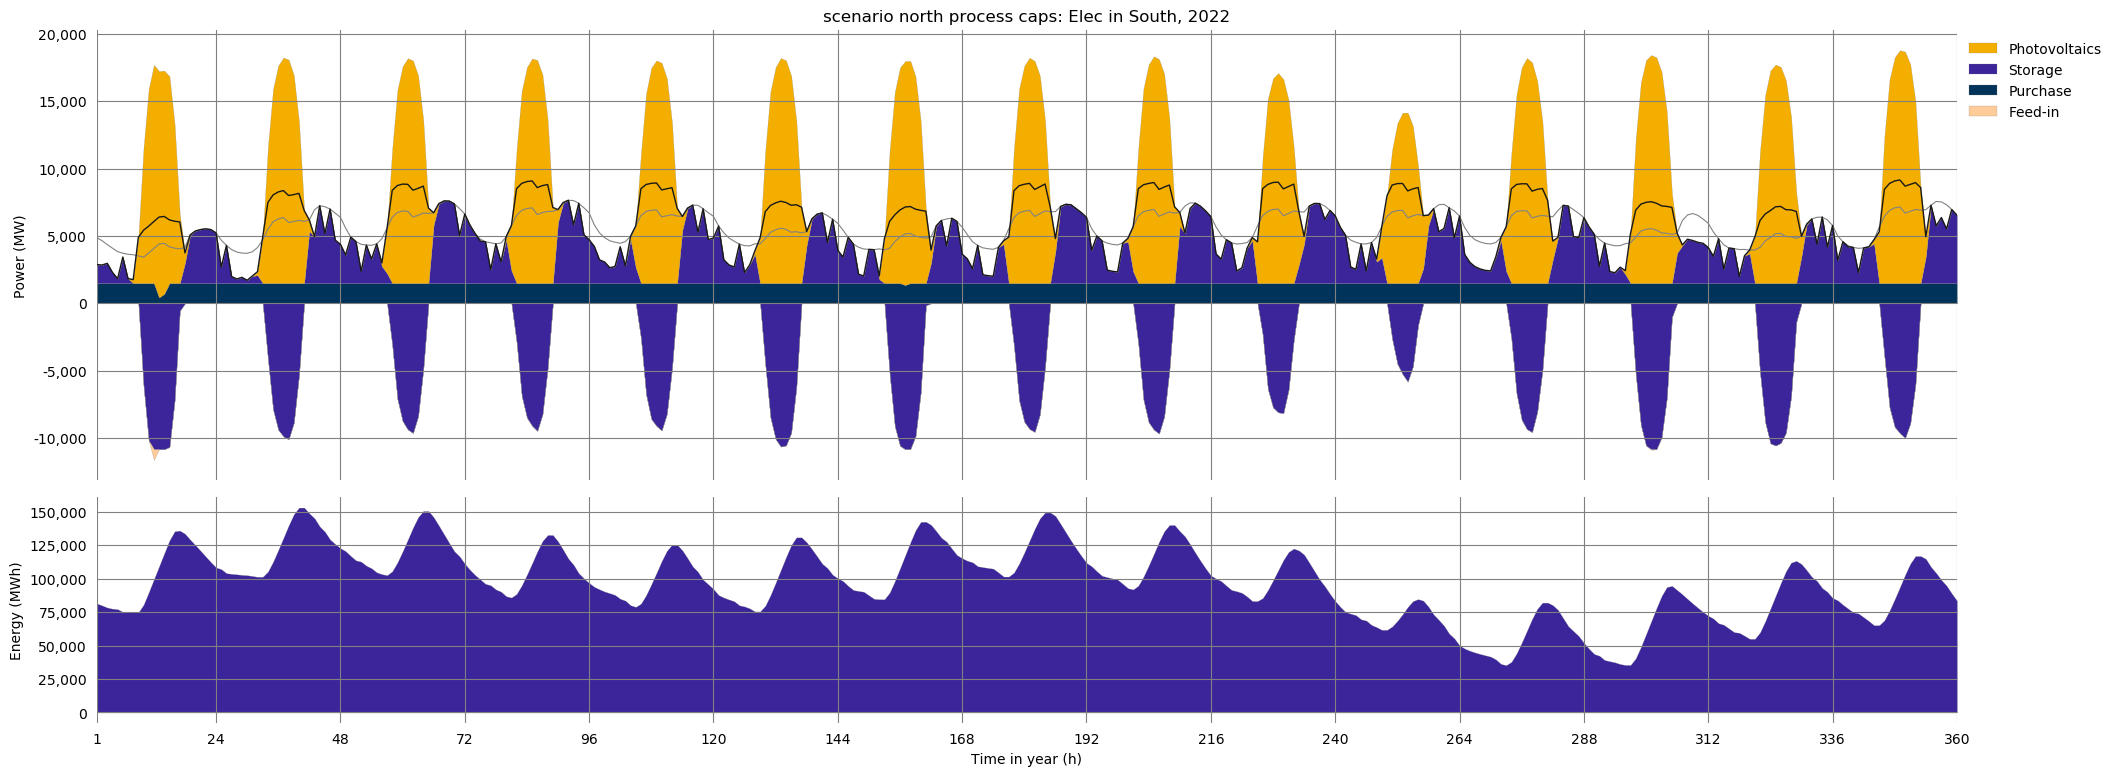 scenario north process caps: Elec in South, 2022
20,000
15,000
10,000
5,000
0
-5,000
-10,000
Power (MW)
Photovoltaics
Storage
Purchase
Feed-in
150,000
125,000
100,000
75,000
50,000
25,000
0
Energy (MWh)
1 24 48 72 96 120 144 168 192 216 240 264 288 312 336 360
Time in year (h)